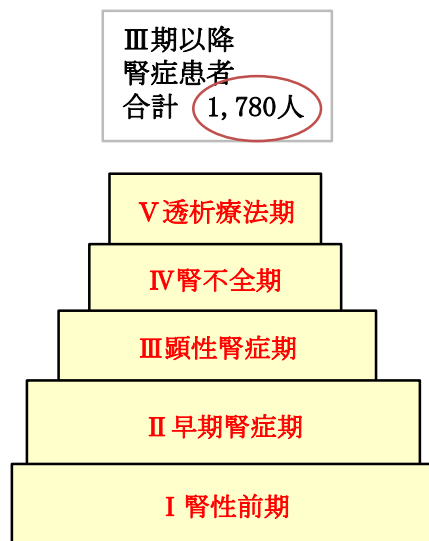 Ⅲ期以降
腎症患者
合計 1,780人
Ⅴ透析療法期
Ⅳ腎不全期
Ⅲ顕性腎症期
Ⅱ早期腎症期
Ⅰ腎性前期